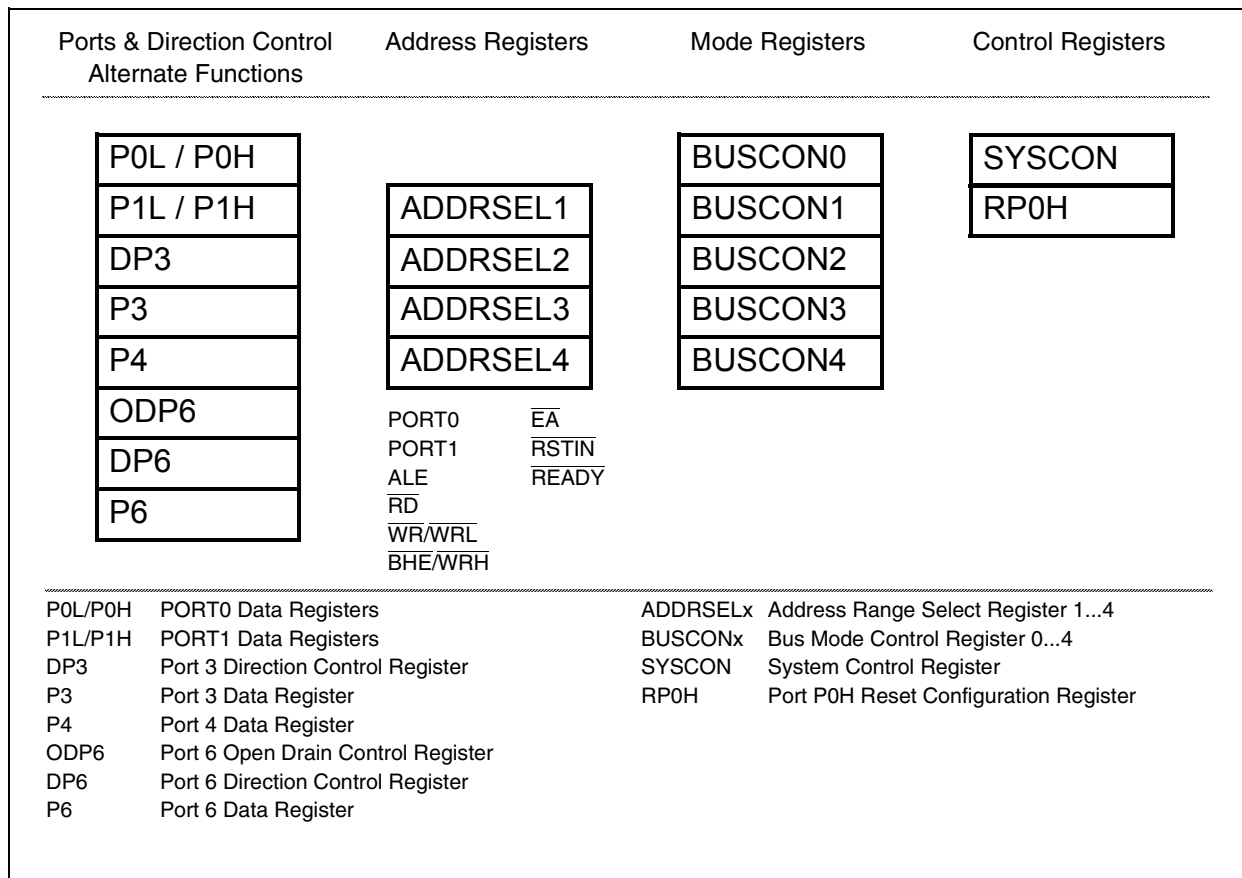 Ports & Direction Control
Alternate Functions
Address Registers
Mode Registers
Control Registers
P0L / P0H
P1L / P1H
DP3
P3
P4
ODP6
DP6
P6
ADDRSEL1
ADDRSEL2
ADDRSEL3
ADDRSEL4
BUSCON0
BUSCON1
BUSCON2
BUSCON3
BUSCON4
SYSCON
RP0H
PORT0 EA
PORT1 RSTIN
ALE READY
RD
WR/WRL
BHE/WRH
P0L/P0H PORT0 Data Registers
P1L/P1H PORT1 Data Registers
DP3 Port 3 Direction Control Register
P3 Port 3 Data Register
P4 Port 4 Data Register
ODP6 Port 6 Open Drain Control Register
DP6 Port 6 Direction Control Register
P6 Port 6 Data Register
ADDRSELx Address Range Select Register 1...4
BUSCONx Bus Mode Control Register 0...4
SYSCON System Control Register
RP0H Port P0H Reset Configuration Register